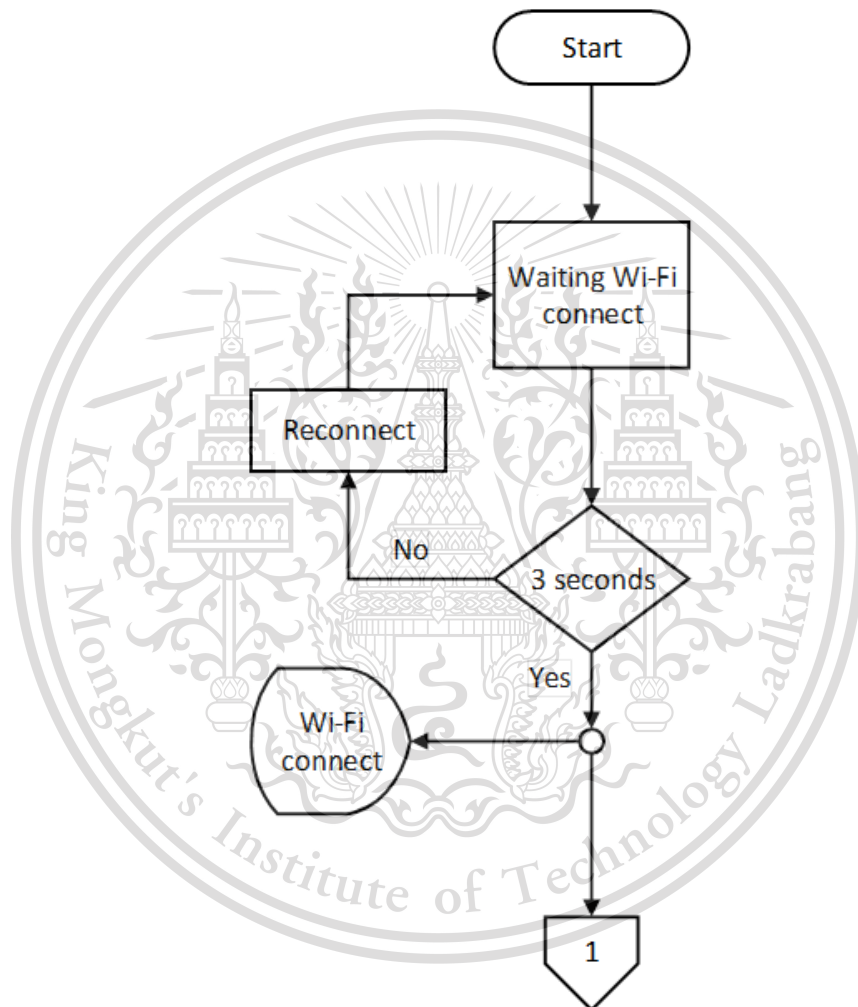 Start
Waiting Wi-Fi
connect
Reconnect
No
3 seconds
Yes
Wi-Fi
connect
1
King Mongkut's Institute of Technology Ladkrabang